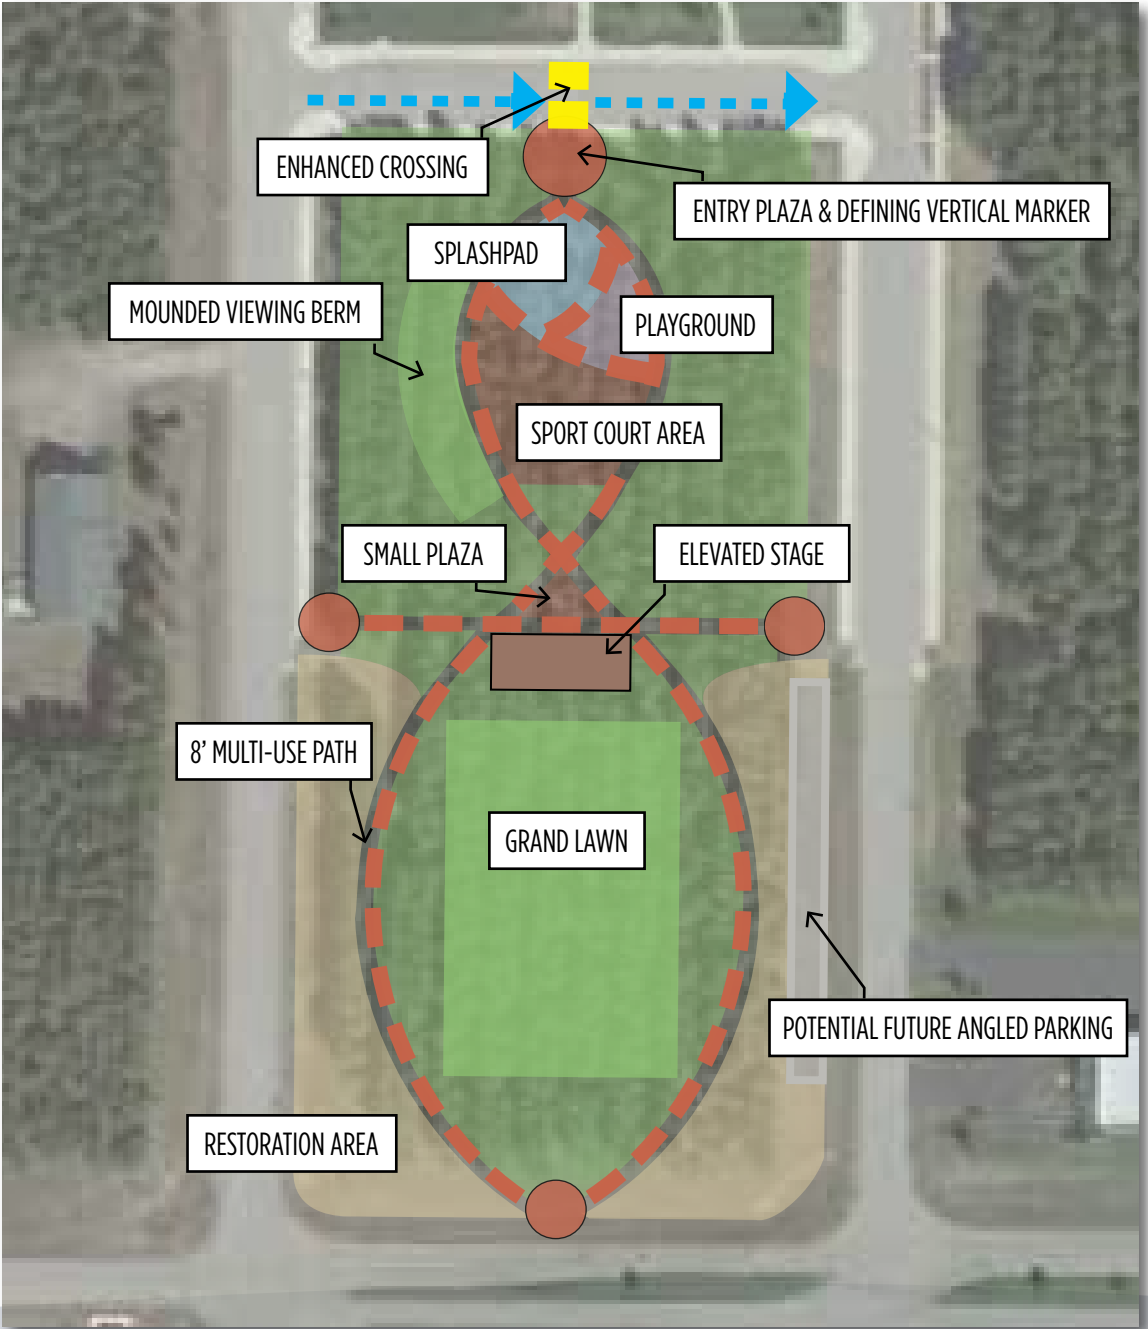 ENHANCED CROSSING
ENTRY PLAZA & DEFINING VERTICAL MARKER
SPLASHPAD
MOUNDED VIEWING BERM
PLAYGROUND
SPORT COURT AREA
SMALL PLAZA
ELEVATED STAGE
8’ MULTI-USE PATH
GRAND LAWN
POTENTIAL FUTURE ANGLED PARKING
RESTORATION AREA